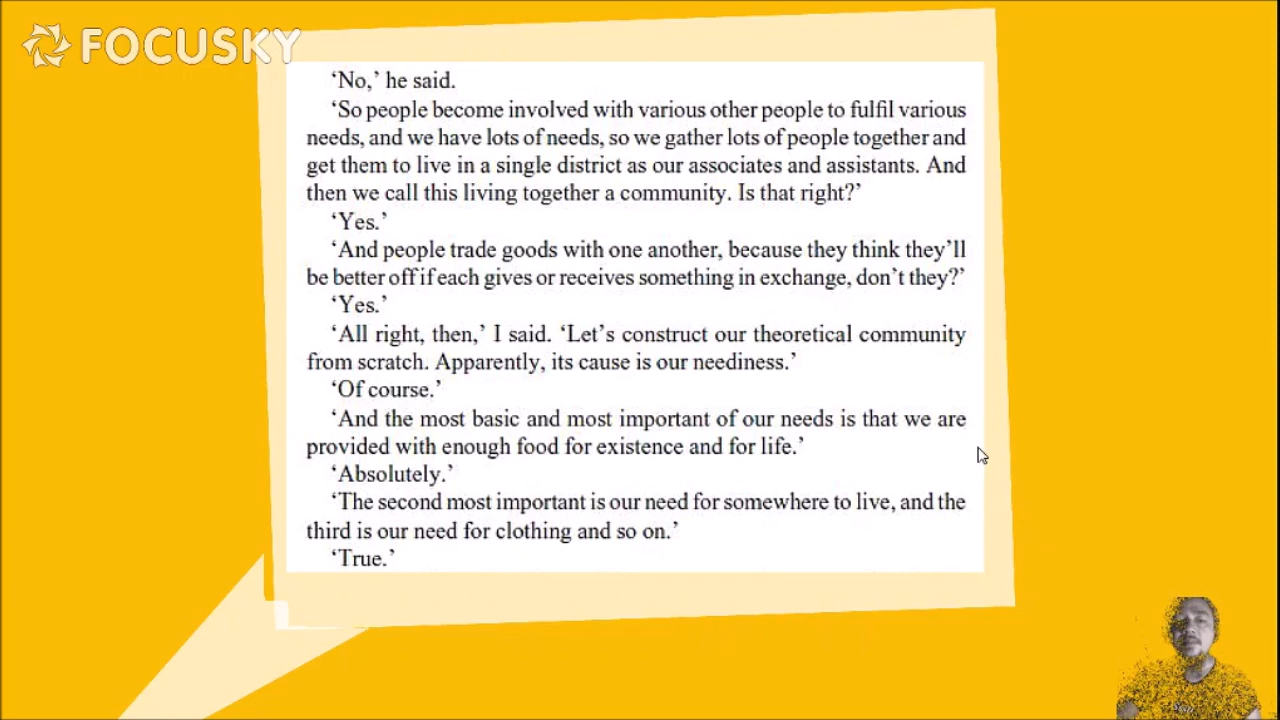 FOCUSKY
‘No,’ he said.
‘So people become involved with various other people to fulfil various
needs, and we have lots of needs, so we gather lots of people together and
get them to live in a single district as our associates and assistants. And
then we call this living together a community. Is that right?’
‘Yes.’
‘And people trade goods with one another, because they think they’ll
be better off if each gives or receives something in exchange, don’t they?’
‘Yes.’
‘All right, then,’ I said. ‘Let’s construct our theoretical community
from scratch. Apparently, its cause is our neediness.’
‘Of course.’
‘And the most basic and most important of our needs is that we are
provided with enough food for existence and for life.’
‘Absolutely.’
‘The second most important is our need for somewhere to live, and the
third is our need for clothing and so on.’
‘True.’